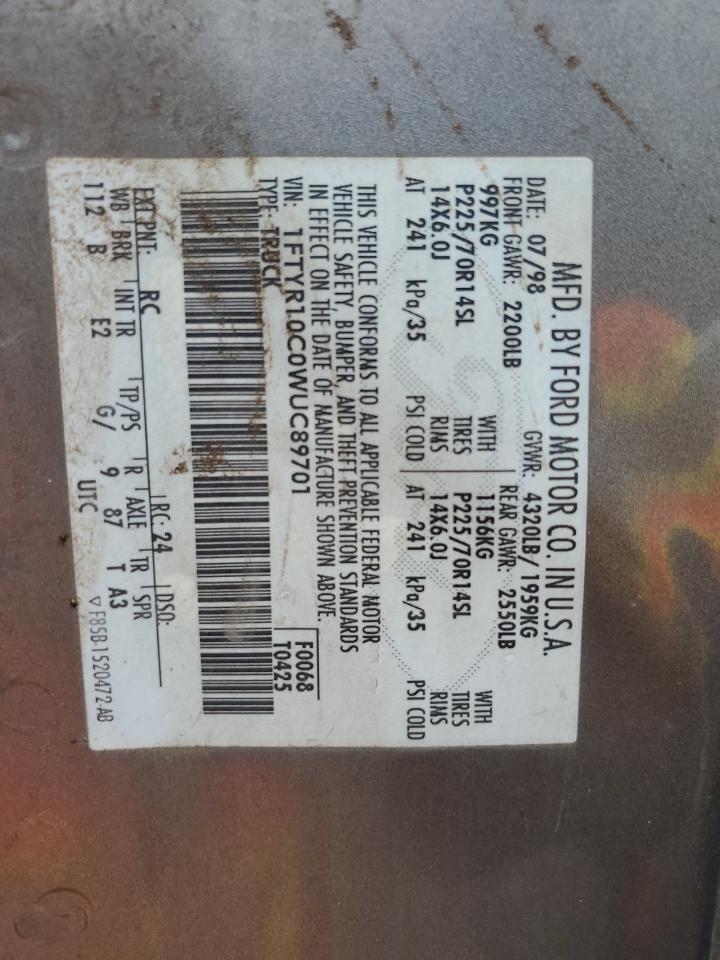 MFD. BY FORD MOTOR CO. IN U.S.A.
DATE: 07/98 GVWR: 4320LB/ 1959KG
FRONT GAWR: 2200LB REAR GAWR: 2550LB
997KG WITH 1156KG WITH
P225/70R14SL TIRES P225/70R14SL TIRES
14X6.0J RIMS 14X6.0J RIMS
AT 241 kPa/35 PSI COLD AT 241 kPa/35 PSI COLD
THIS VEHICLE CONFORMS TO ALL APPLICABLE FEDERAL MOTOR
VEHICLE SAFETY, BUMPER, AND THEFT PREVENTION STANDARDS
IN EFFECT ON THE DATE OF MANUFACTURE SHOWN ABOVE.
VIN: 1FTYR10C0WUC89701 F0068
TYPE: TRUCK T0425
EXT PNT: RC RC: 24 DSO:
WB BRK INT TR TP/PS R AXLE TR SPR
112 B E2 G/ 9 87 T A3
UTC ▽F85B-1520472-AB